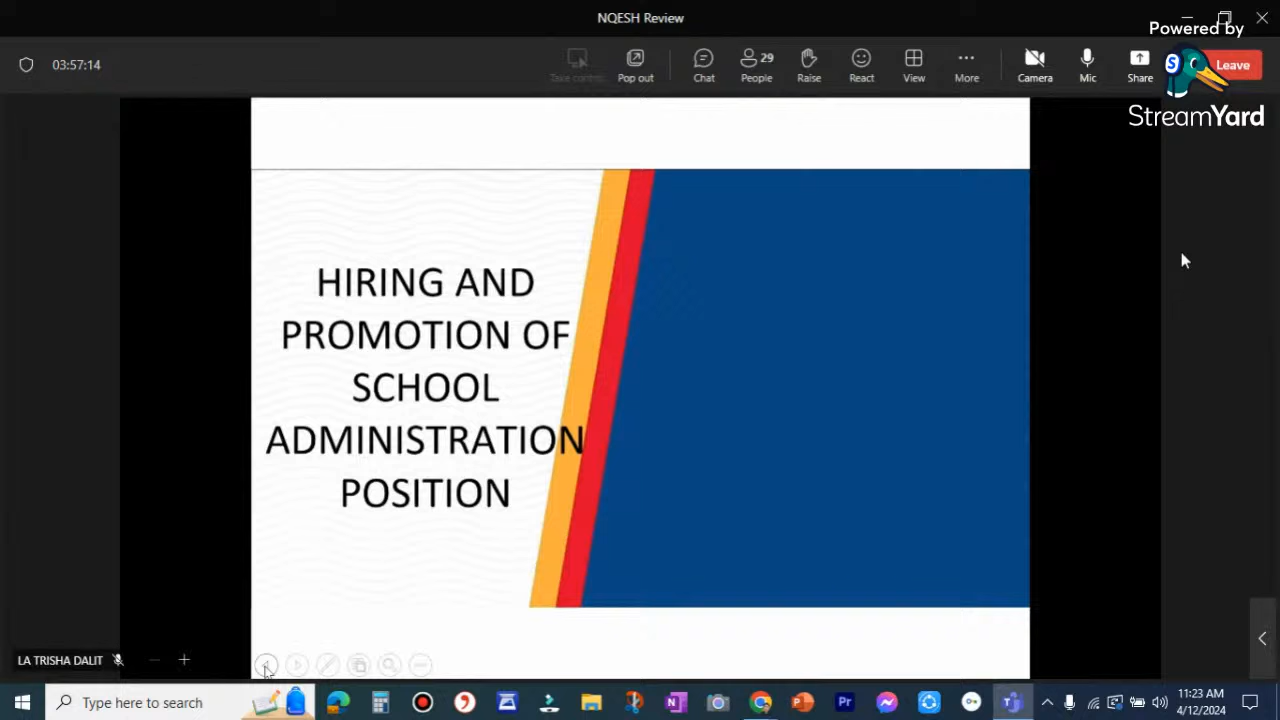 NQESH Review
Powered by
StreamYard
03:57:14
Take control
Pop out
Chat
29
People
Raise
React
View
More
Camera
Mic
Share
Leave
HIRING AND
PROMOTION OF
SCHOOL
ADMINISTRATION
POSITION
LA TRISHA DALIT
Type here to search
11:23 AM
4/12/2024